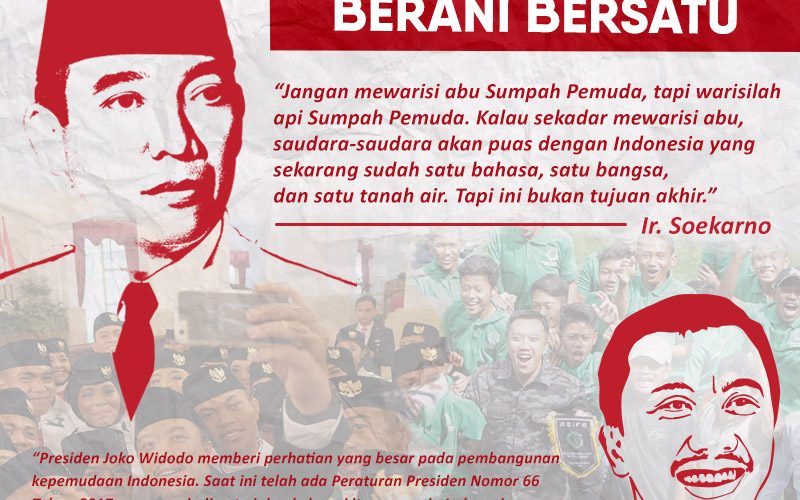 BERANI BERSATU
“Jangan mewarisi abu Sumpah Pemuda, tapi warisilah
api Sumpah Pemuda. Kalau sekadar mewarisi abu,
saudara-saudara akan puas dengan Indonesia yang
sekarang sudah satu bahasa, satu bangsa,
dan satu tanah air. Tapi ini bukan tujuan akhir.”
Ir. Soekarno
ASIFA
“Presiden Joko Widodo memberi perhatian yang besar pada pembangunan
kepemudaan Indonesia. Saat ini telah ada Peraturan Presiden Nomor 66